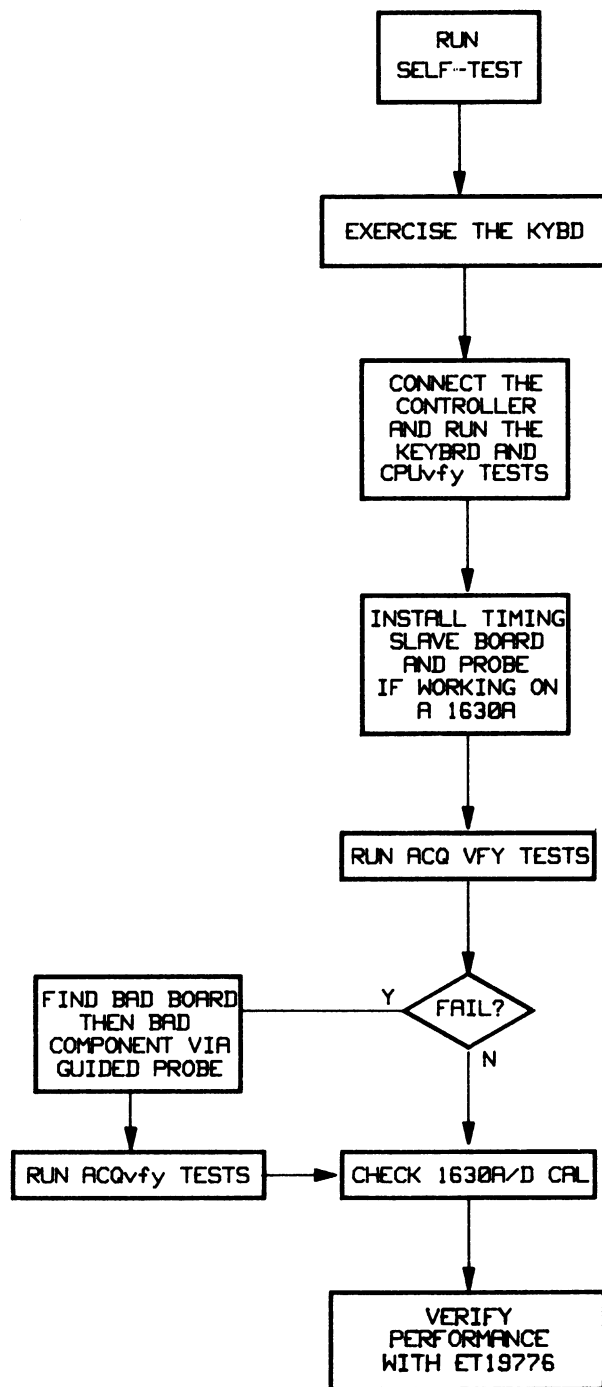 RUN
SELF-TEST
EXERCISE THE KYBD
CONNECT THE
CONTROLLER
AND RUN THE
KEYBRD AND
CPUvfy TESTS
INSTALL TIMING
SLAVE BOARD
AND PROBE
IF WORKING ON
A 1630A
RUN ACQ VFY TESTS
FAIL?
Y
N
FIND BAD BOARD
THEN BAD
COMPONENT VIA
GUIDED PROBE
RUN ACQvfy TESTS
CHECK 1630A/D CAL
VERIFY
PERFORMANCE
WITH ET19776